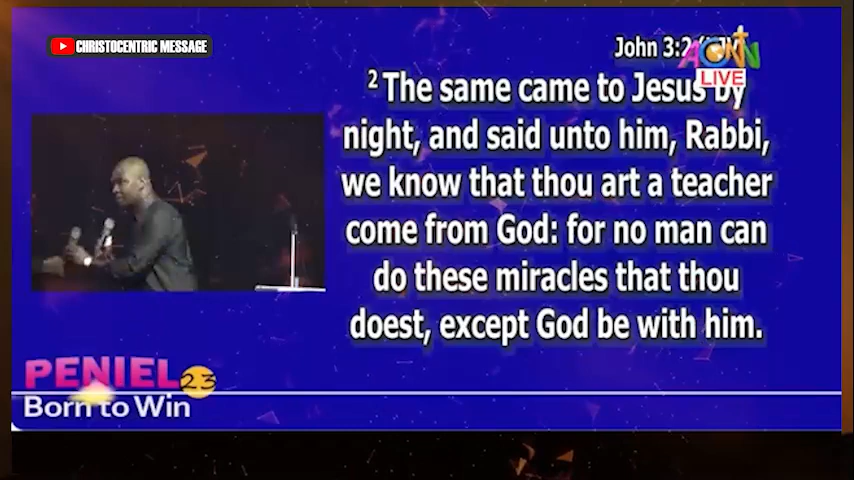 CHRISTOCENTRIC MESSAGE
John 3:2
LIVE
2 The same came to Jesus by
night, and said unto him, Rabbi,
we know that thou art a teacher
come from God: for no man can
do these miracles that thou
doest, except God be with him.
PENIEL 23
Born to Win